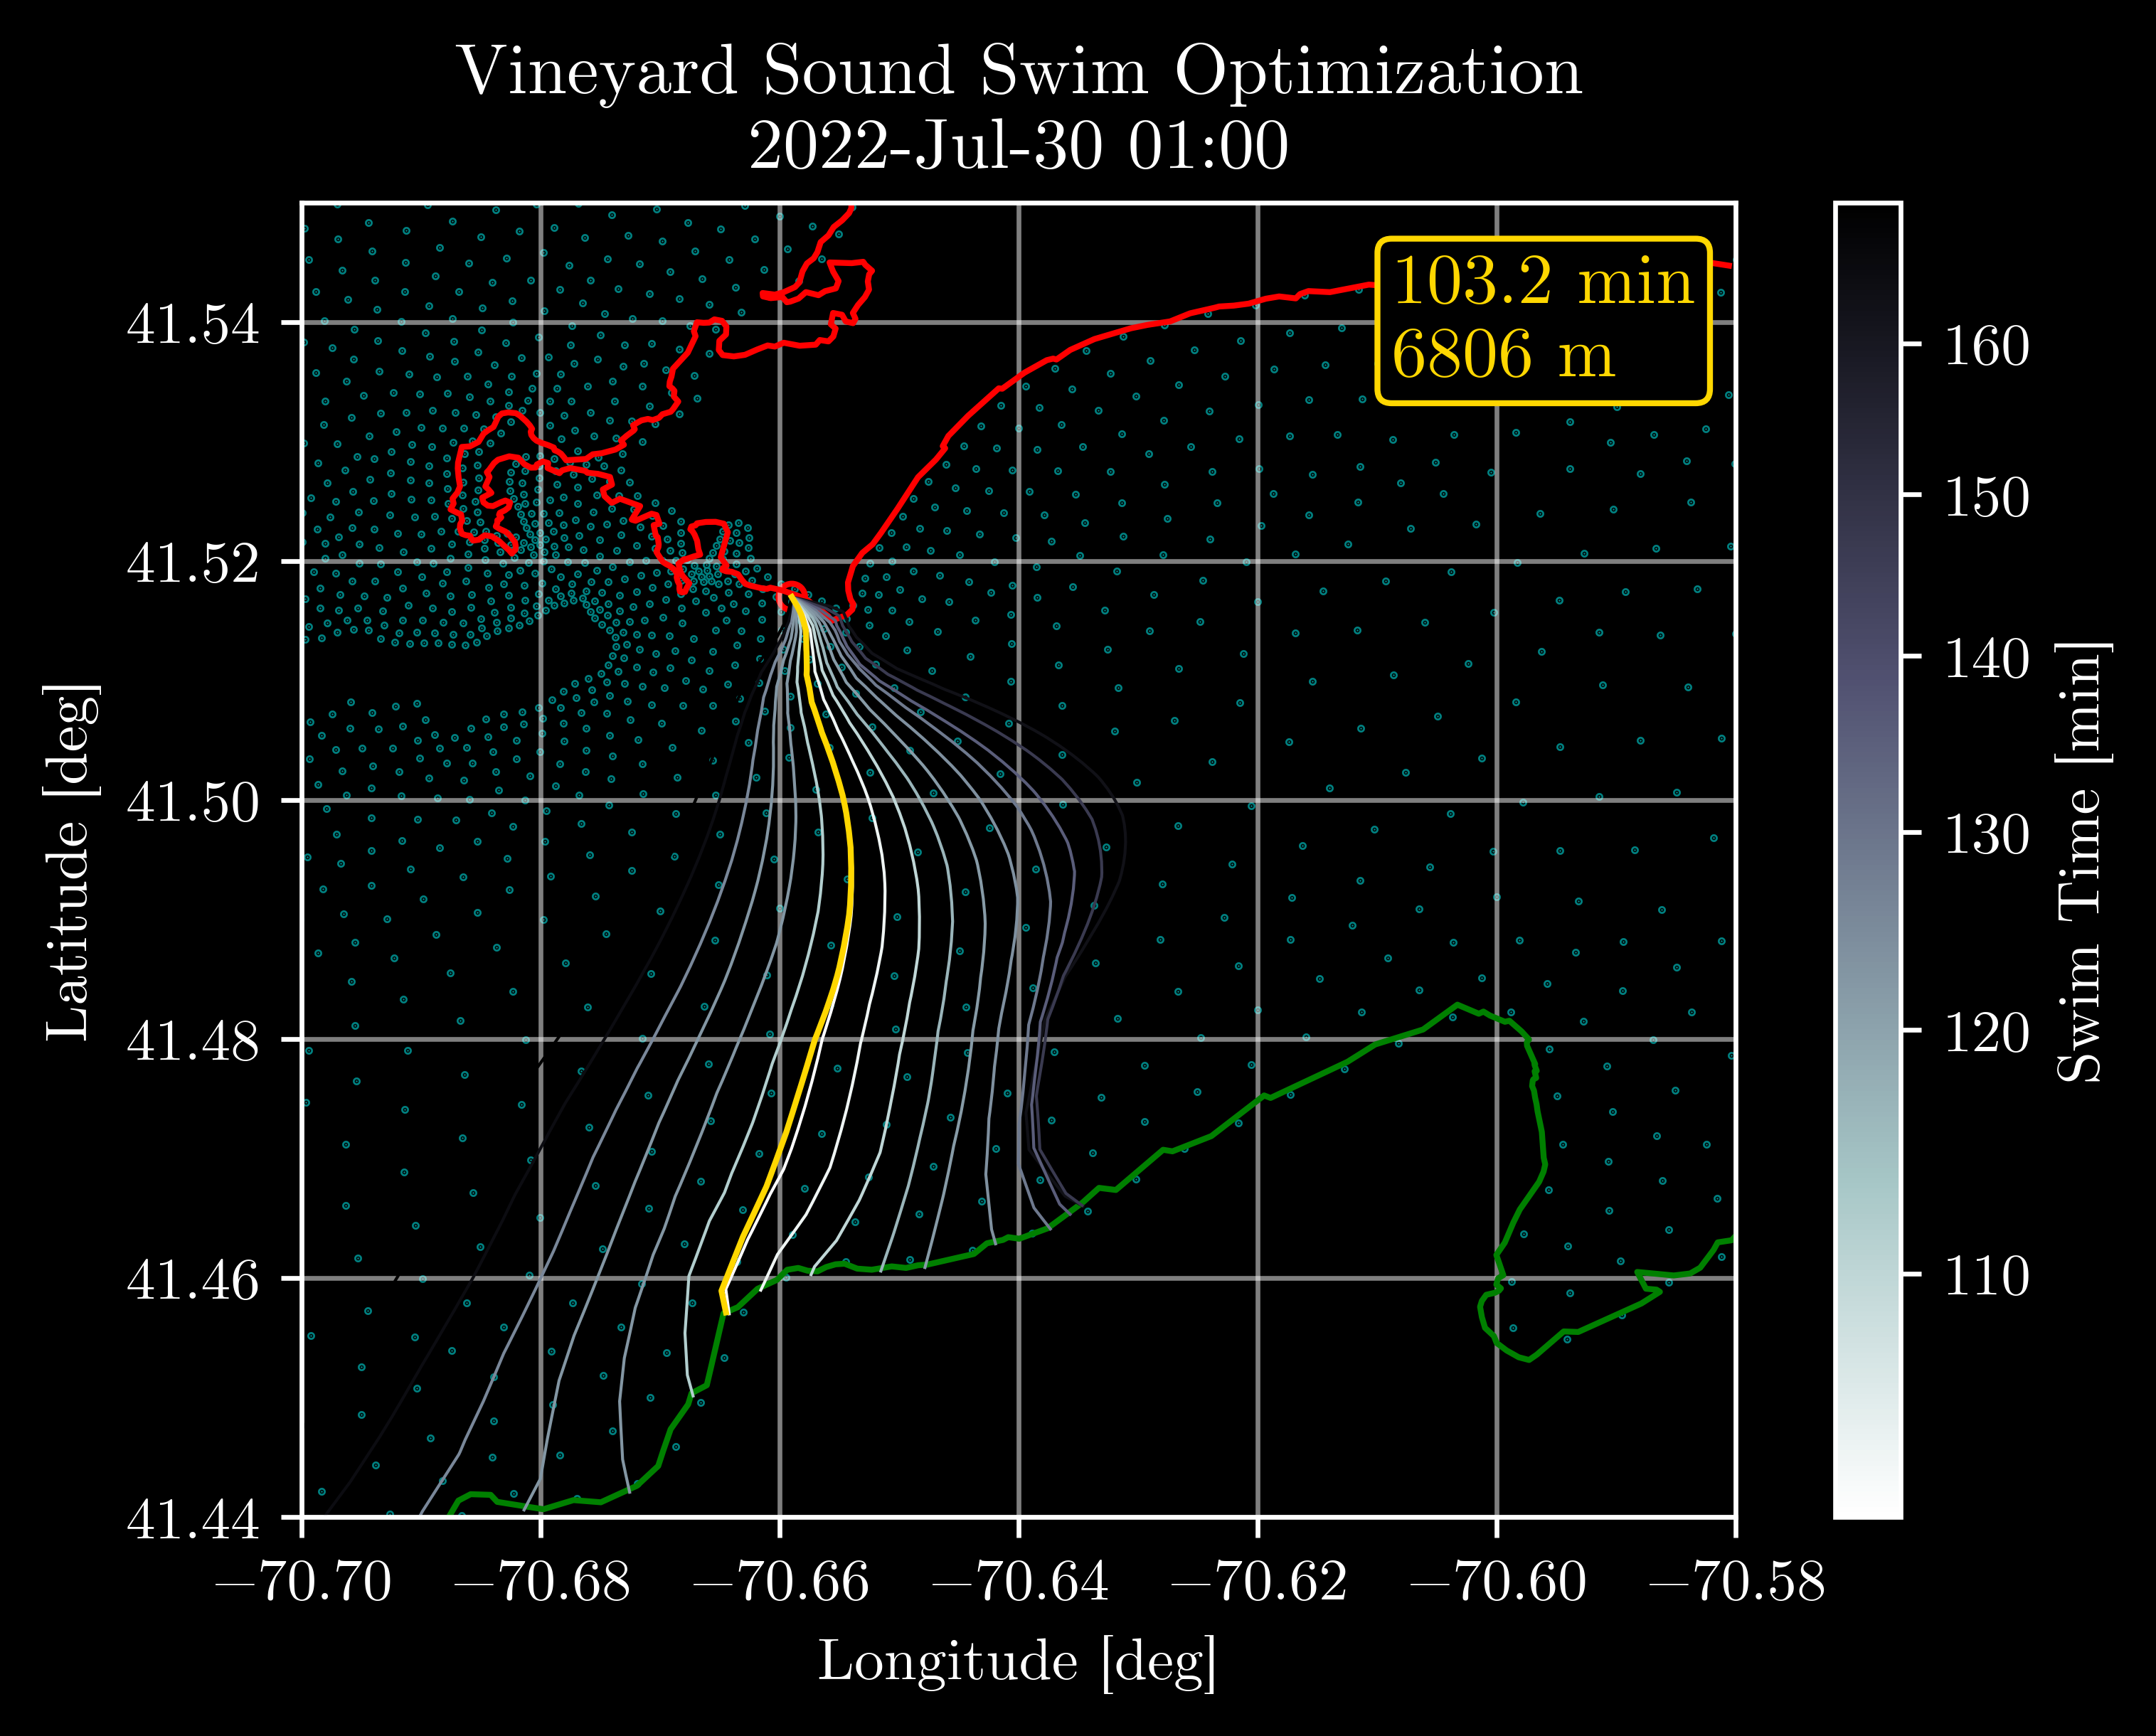 Vineyard Sound Swim Optimization
2022-Jul-30 01:00
103.2 min
6806 m
41.54
41.52
41.50
41.48
41.46
41.44
Latitude [deg]
−70.70
−70.68
−70.66
−70.64
−70.62
−70.60
−70.58
Longitude [deg]
160
150
140
130
120
110
Swim Time [min]